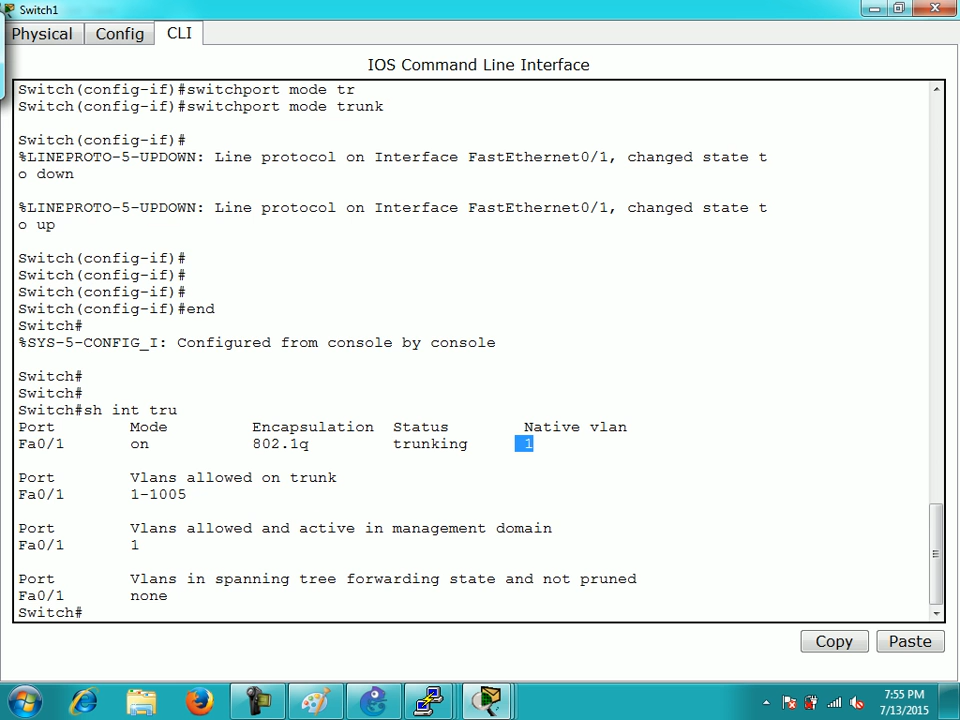 Switch1
Physical Config CLI
IOS Command Line Interface
Switch(config-if)#switchport mode tr
Switch(config-if)#switchport mode trunk
Switch(config-if)#
%LINEPROTO-5-UPDOWN: Line protocol on Interface FastEthernet0/1, changed state t
o down
%LINEPROTO-5-UPDOWN: Line protocol on Interface FastEthernet0/1, changed state t
o up
Switch(config-if)#
Switch(config-if)#
Switch(config-if)#
Switch(config-if)#end
Switch#
%SYS-5-CONFIG_I: Configured from console by console
Switch#
Switch#
Switch#sh int tru
Port Mode Encapsulation Status Native vlan
Fa0/1 on 802.1q trunking 1
Port Vlans allowed on trunk
Fa0/1 1-1005
Port Vlans allowed and active in management domain
Fa0/1 1
Port Vlans in spanning tree forwarding state and not pruned
Fa0/1 none
Switch#
Copy Paste
7:55 PM
7/13/2015